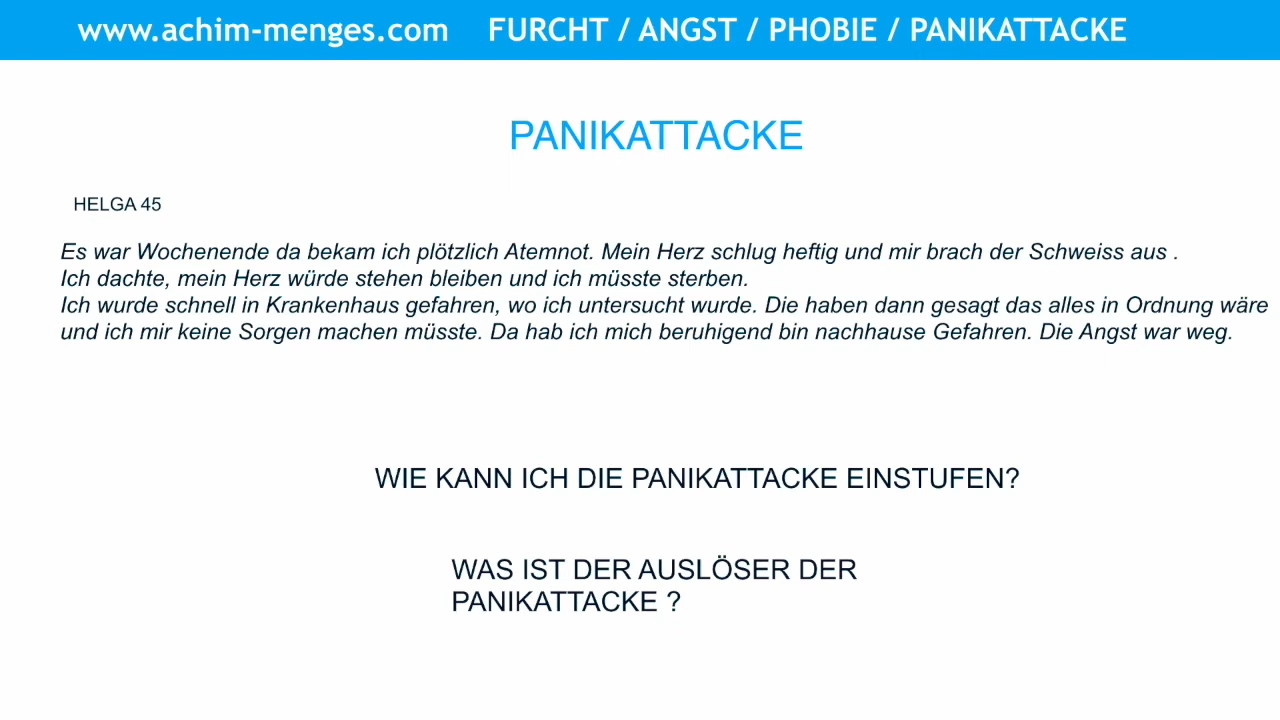 www.achim-menges.com FURCHT / ANGST / PHOBIE / PANIKATTACKE
PANIKATTACKE
HELGA 45
Es war Wochenende da bekam ich plötzlich Atemnot. Mein Herz schlug heftig und mir brach der Schweiss aus .
Ich dachte, mein Herz würde stehen bleiben und ich müsste sterben.
Ich wurde schnell in Krankenhaus gefahren, wo ich untersucht wurde. Die haben dann gesagt das alles in Ordnung wäre
und ich mir keine Sorgen machen müsste. Da hab ich mich beruhigend bin nachhause Gefahren. Die Angst war weg.
WIE KANN ICH DIE PANIKATTACKE EINSTUFEN?
WAS IST DER AUSLÖSER DER
PANIKATTACKE ?